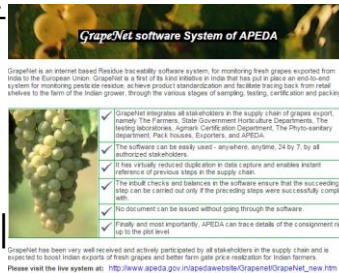 GrapeNet software System of APEDA
GrapeNet is an internet based Residue traceability software system, for monitoring fresh grapes exported from
India to the European Union. GrapeNet is a first of its kind initiative in India that has put in place an end-to-end
system for monitoring pesticide residue, achieve product standardization and facilitate tracing back from retail
shelves to the farm of the Indian grower, through the various stages of sampling, testing, certification and packing
GrapeNet integrates all stakeholders in the supply chain of grapes export,
namely The Farmers, State Government Horticulture Departments, The
testing laboratories, Agmark Certification Department, The Phyto-sanitary
department, Pack houses, Exporters, and APEDA.
The software can be easily used - anywhere, anytime, 24 by 7, by all
authorized stakeholders.
It has virtually reduced duplication in data capture and enables instant
reference of previous steps in the supply chain.
The inbuilt checks and balances in the software ensure that the succeeding
step can be carried out only if the preceding steps were successfully compl
with.
No document can be issued without going through the software.
Finally and most importantly, APEDA can trace details of the consignment ri
up to the plot level.
GrapeNet has been very well received and actively participated by all stakeholders in the supply chain and is
expected to boost Indian exports of fresh grapes and better farm gate price realization for Indian farmers.
Please visit the live system at: http://www.apeda.gov.in/apedawebsite/Grapenet/GrapeNet_new.htm